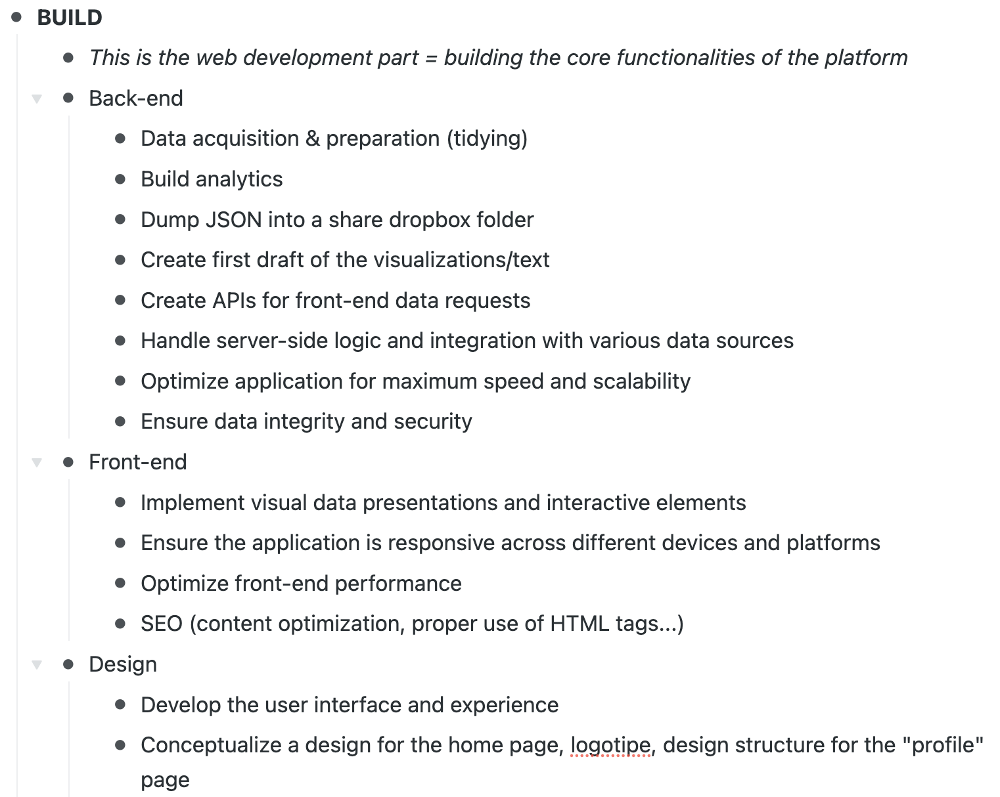 BUILD
This is the web development part = building the core functionalities of the platform
Back-end
Data acquisition & preparation (tidying)
Build analytics
Dump JSON into a share dropbox folder
Create first draft of the visualizations/text
Create APIs for front-end data requests
Handle server-side logic and integration with various data sources
Optimize application for maximum speed and scalability
Ensure data integrity and security
Front-end
Implement visual data presentations and interactive elements
Ensure the application is responsive across different devices and platforms
Optimize front-end performance
SEO (content optimization, proper use of HTML tags...)
Design
Develop the user interface and experience
Conceptualize a design for the home page, logotipe, design structure for the "profile"
page